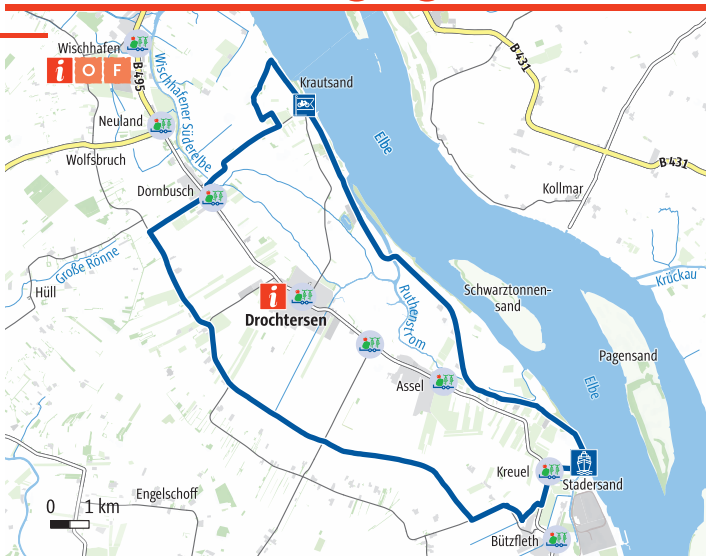 Wischhafen
i O F
B 495
Wischhafener Süderelbe
B 431
Krautsand
Neuland
Elbe
Wolfsbruch
B 431
Dornbusch
Kollmar
Große Rönne
Krückau
Hüll
Schwarztonnen-
sand
i
Ruthenstrom
Drochtersen
Pagensand
Assel
Elbe
Kreuel
Stadersand
Engelschoff
0 1 km
Bützfleth